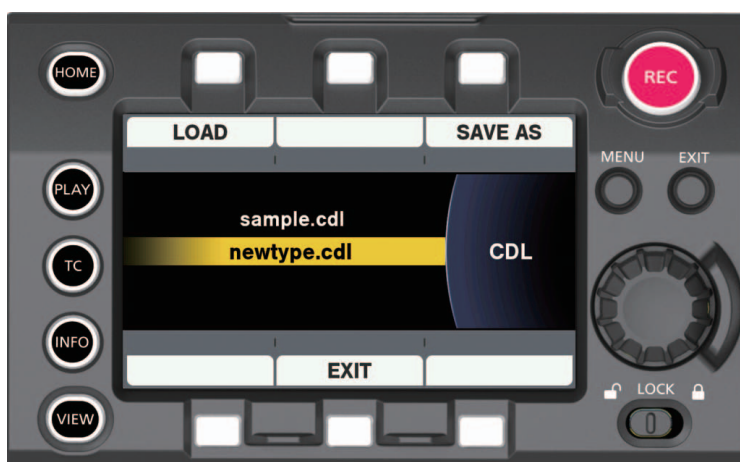 HOME
REC
LOAD
SAVE AS
MENU
EXIT
PLAY
sample.cdl
newtype.cdl
CDL
TC
INFO
EXIT
LOCK
VIEW